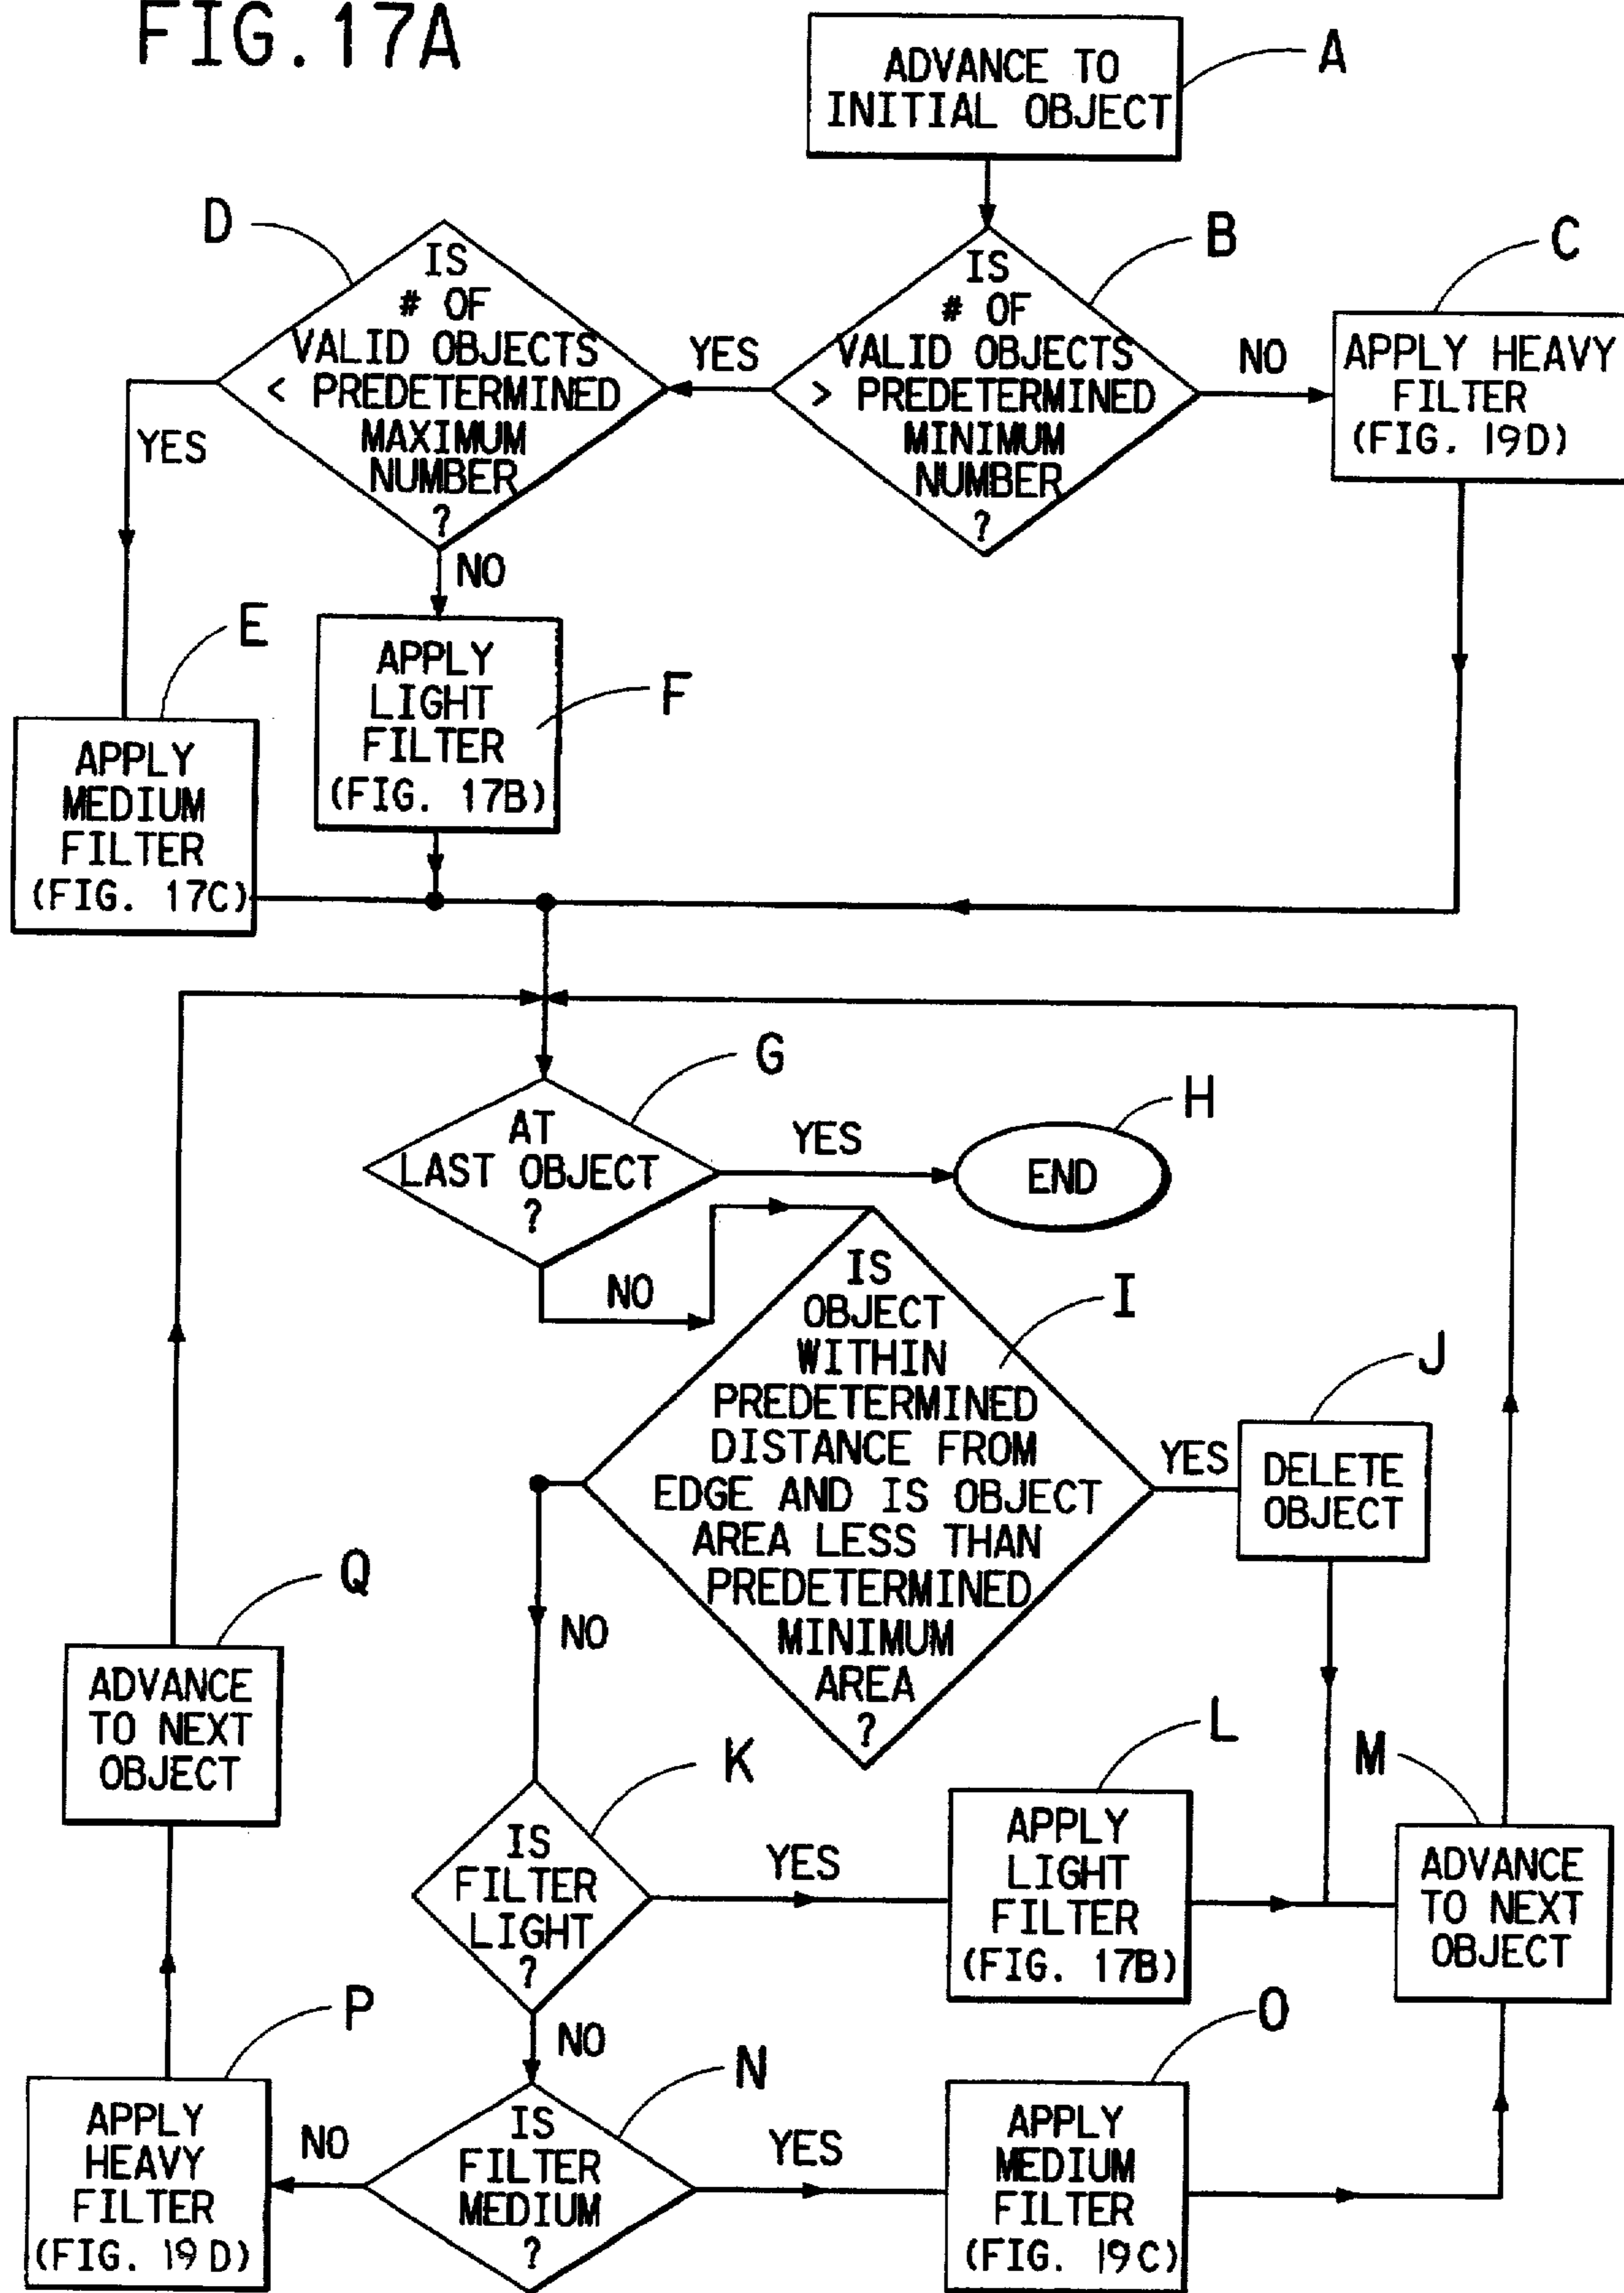 FIG.17A
ADVANCE TO
INITIAL OBJECT
A
IS
# OF
VALID OBJECTS
> PREDETERMINED
MINIMUM
NUMBER
?
B
YES
NO
APPLY HEAVY
FILTER
(FIG. 19D)
C
IS
# OF
VALID OBJECTS
< PREDETERMINED
MAXIMUM
NUMBER
?
D
YES
NO
APPLY
MEDIUM
FILTER
(FIG. 17C)
E
APPLY
LIGHT
FILTER
(FIG. 17B)
F
AT
LAST OBJECT
?
G
YES
END
H
NO
IS
OBJECT
WITHIN
PREDETERMINED
DISTANCE FROM
EDGE AND IS OBJECT
AREA LESS THAN
PREDETERMINED
MINIMUM
AREA
?
I
YES
DELETE
OBJECT
J
NO
IS
FILTER
LIGHT
?
K
YES
APPLY
LIGHT
FILTER
(FIG. 17B)
L
ADVANCE
TO NEXT
OBJECT
M
NO
IS
FILTER
MEDIUM
?
N
YES
APPLY
MEDIUM
FILTER
(FIG. 19C)
O
NO
APPLY
HEAVY
FILTER
(FIG. 19D)
P
ADVANCE
TO NEXT
OBJECT
Q